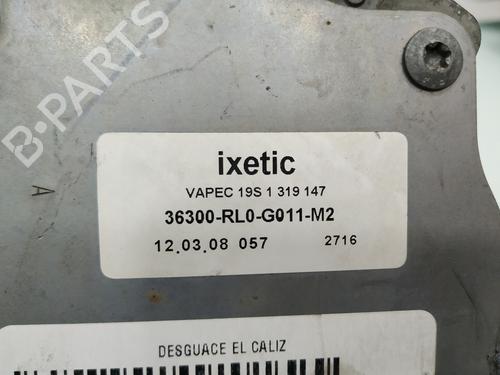 B-PARTS
ixetic
VAPEC 19S 1 319 147
36300-RL0-G011-M2
12.03.08 057 2716
A
DESGUACE EL CALIZ